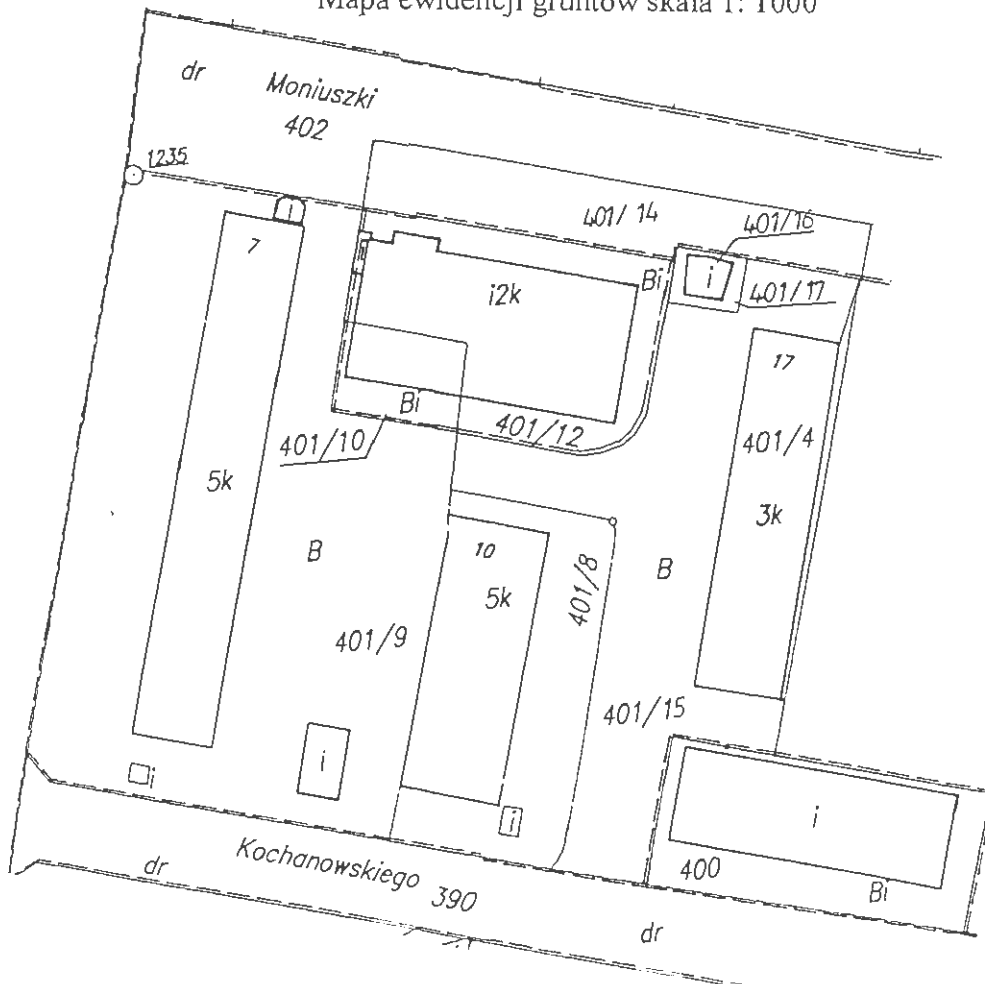 Mapa ewidencji gruntów skala 1: 1000
dr
Moniuszki
402
1235
401/14
401/16
i
7
Bi
i
401/17
i2k
17
Bi
401/12
401/10
401/4
5k
3k
B
10
B
5k
401/8
401/9
401/15
i
i
i
i
400
Bi
Kochanowskiego
390
dr
dr